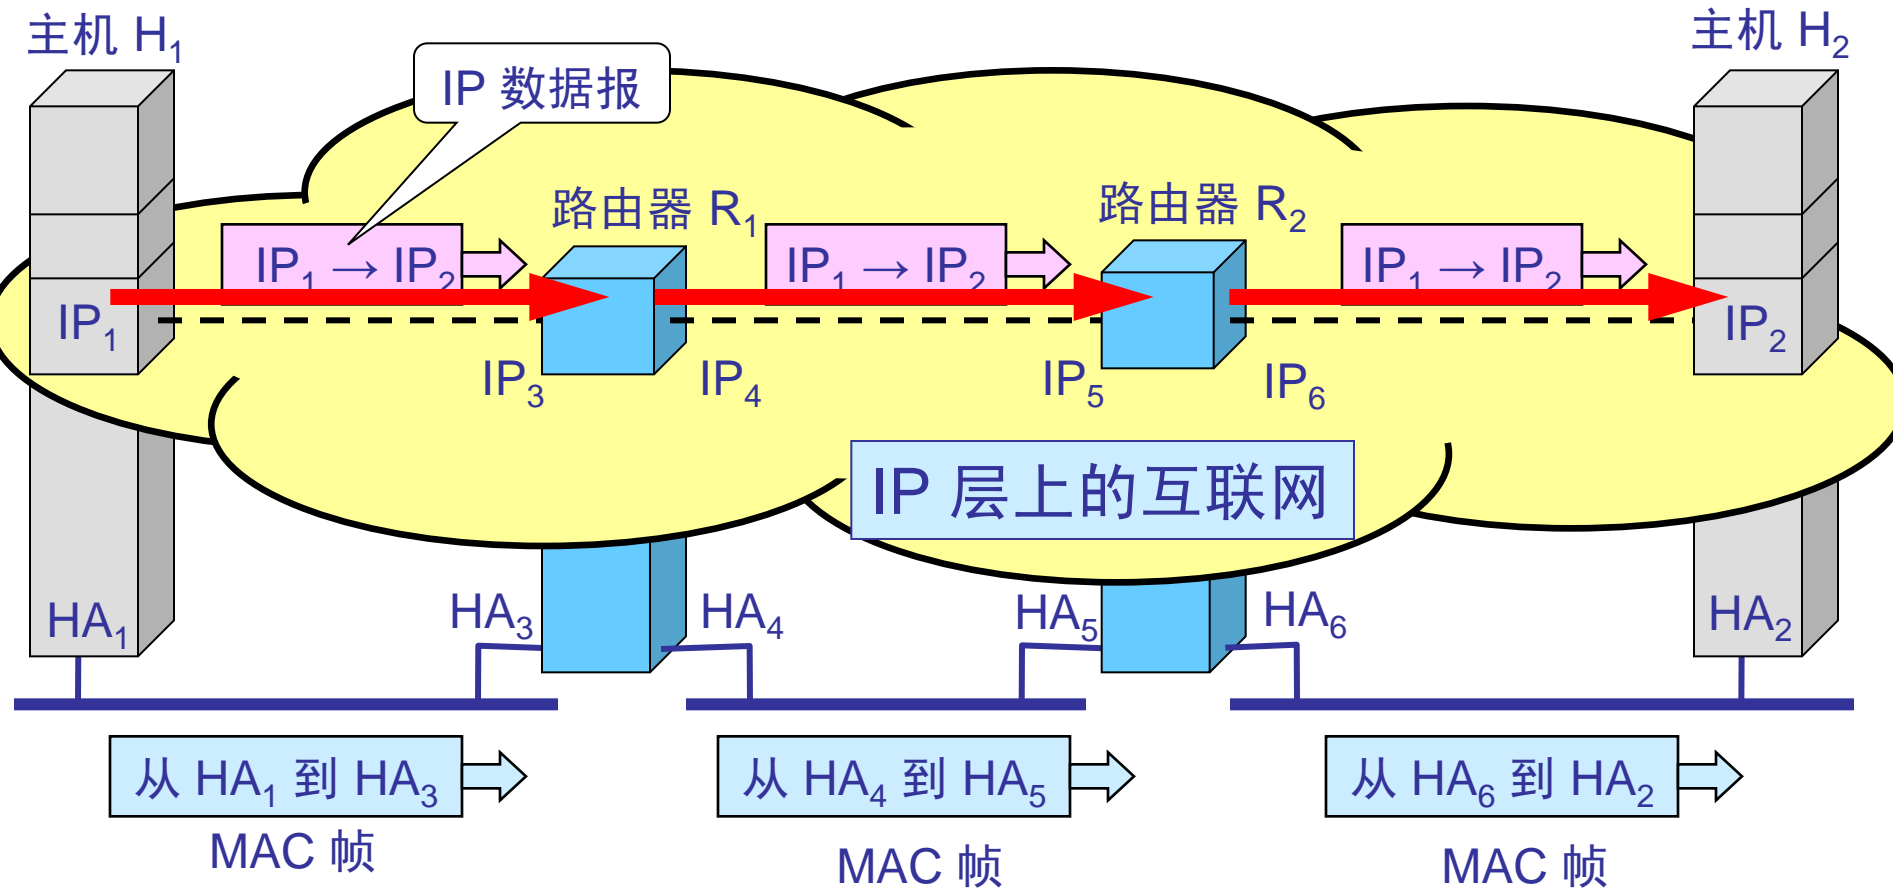 主机 H₁
主机 H₂
IP 数据报
路由器 R₁
路由器 R₂
IP₁ → IP₂
IP₁ → IP₂
IP₁ → IP₂
IP₁
IP₂
IP₃
IP₄
IP₅
IP₆
IP 层上的互联网
HA₁
HA₃
HA₄
HA₅
HA₆
HA₂
从 HA₁ 到 HA₃
从 HA₄ 到 HA₅
从 HA₆ 到 HA₂
MAC 帧
MAC 帧
MAC 帧